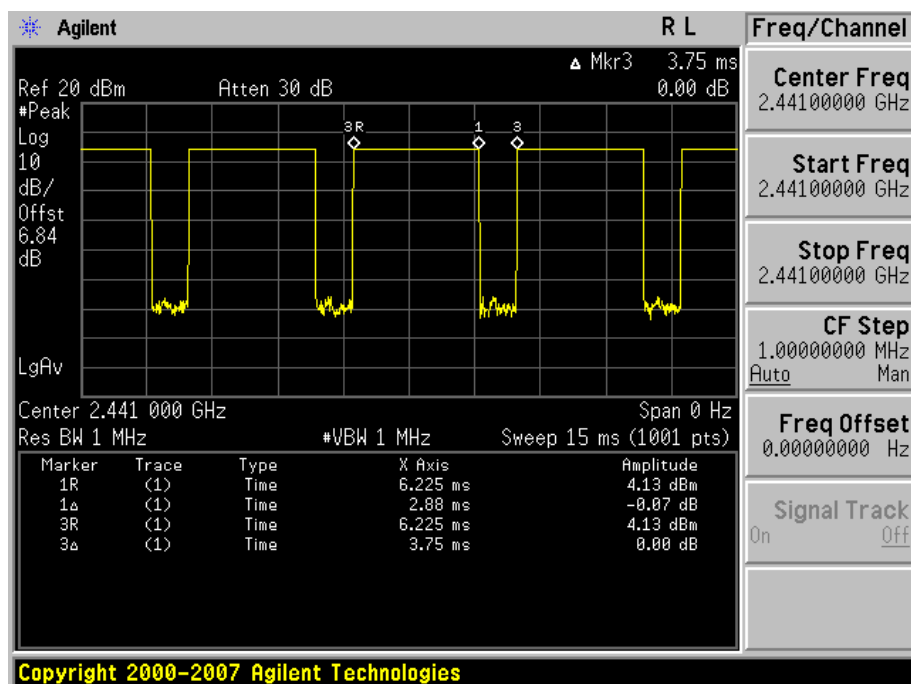 Agilent R L Freq/Channel
Δ Mkr3 3.75 ms
Ref 20 dBm Atten 30 dB 0.00 dB
#Peak
Log
10
dB/
Offst
6.84
dB
LgAv
3R 1 3
Center 2.441 000 GHz Span 0 Hz
Res BW 1 MHz #VBW 1 MHz Sweep 15 ms (1001 pts)
Marker Trace Type X Axis Amplitude
1R (1) Time 6.225 ms 4.13 dBm
1Δ (1) Time 2.88 ms -0.07 dB
3R (1) Time 6.225 ms 4.13 dBm
3Δ (1) Time 3.75 ms 0.00 dB
Center Freq
2.44100000 GHz
Start Freq
2.44100000 GHz
Stop Freq
2.44100000 GHz
CF Step
1.00000000 MHz
Auto Man
Freq Offset
0.00000000 Hz
Signal Track
On Off
Copyright 2000-2007 Agilent Technologies